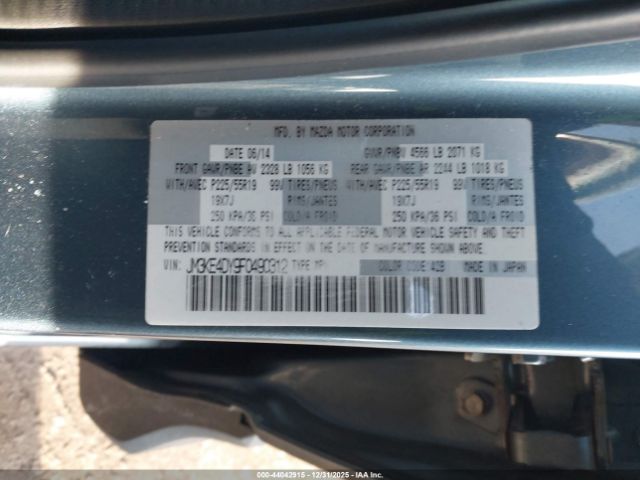 MFD. BY MAZDA MOTOR CORPORATION
DATE 06/14 GVWR/PNBV 4566 LB 2071 KG
FRONT GAWR/PNBE AV 2328 LB 1056 KG REAR GAWR/PNBE AR 2244 LB 1018 KG
WITH/AVEC P225/55R19 99V TIRES/PNEUS WITH/AVEC P225/55R19 99V TIRES/PNEUS
19X7J RIMS/JANTES 19X7J RIMS/JANTES
250 KPA/36 PSI COLD/A FROID 250 KPA/36 PSI COLD/A FROID
THIS VEHICLE CONFORMS TO ALL APPLICABLE FEDERAL MOTOR VEHICLE SAFETY AND THEFT
PREVENTION STANDARDS IN EFFECT ON THE DATE OF MANUFACTURE SHOWN ABOVE.
VIN: JM3KE4DY9F0490312 TYPE MPV COLOR CODE 42B MADE IN JAPAN
000-44042915 - 12/31/2025 - IAAI.COM